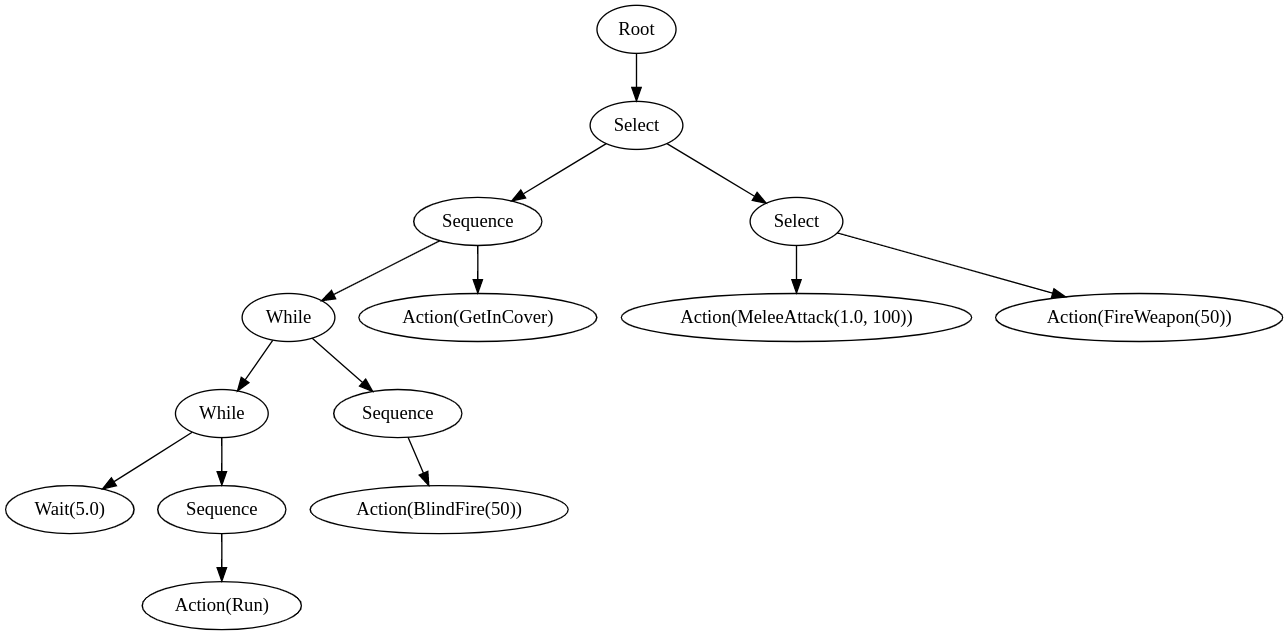 Root
Select
Sequence
Select
While
Action(GetInCover)
Action(MeleeAttack(1.0, 100))
Action(FireWeapon(50))
While
Sequence
Wait(5.0)
Sequence
Action(BlindFire(50))
Action(Run)